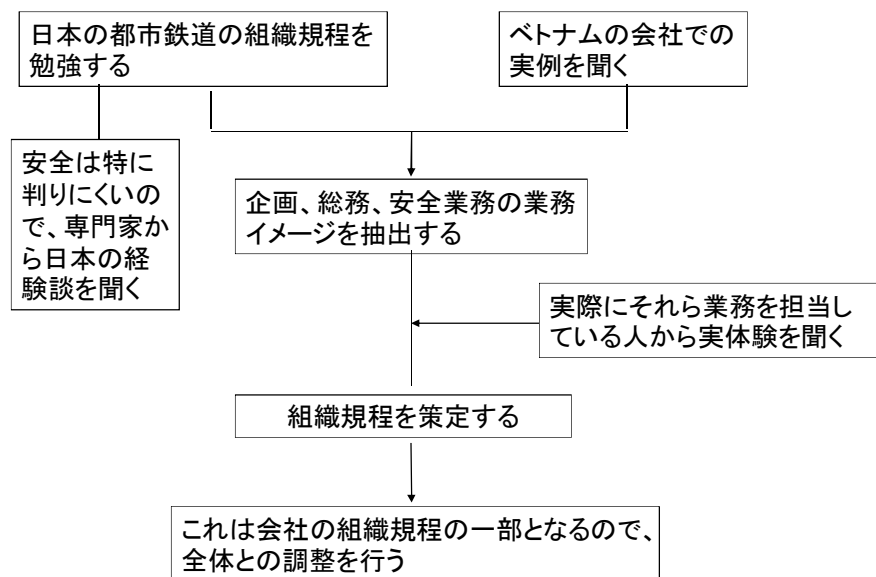 日本の都市鉄道の組織規程を
勉強する
ベトナムの会社での
実例を聞く
安全は特に
判りにくいの
で、専門家か
ら日本の経
験談を聞く
企画、総務、安全業務の業務
イメージを抽出する
実際にそれら業務を担当し
ている人から実体験を聞く
組織規程を策定する
これは会社の組織規程の一部となるので、
全体との調整を行う